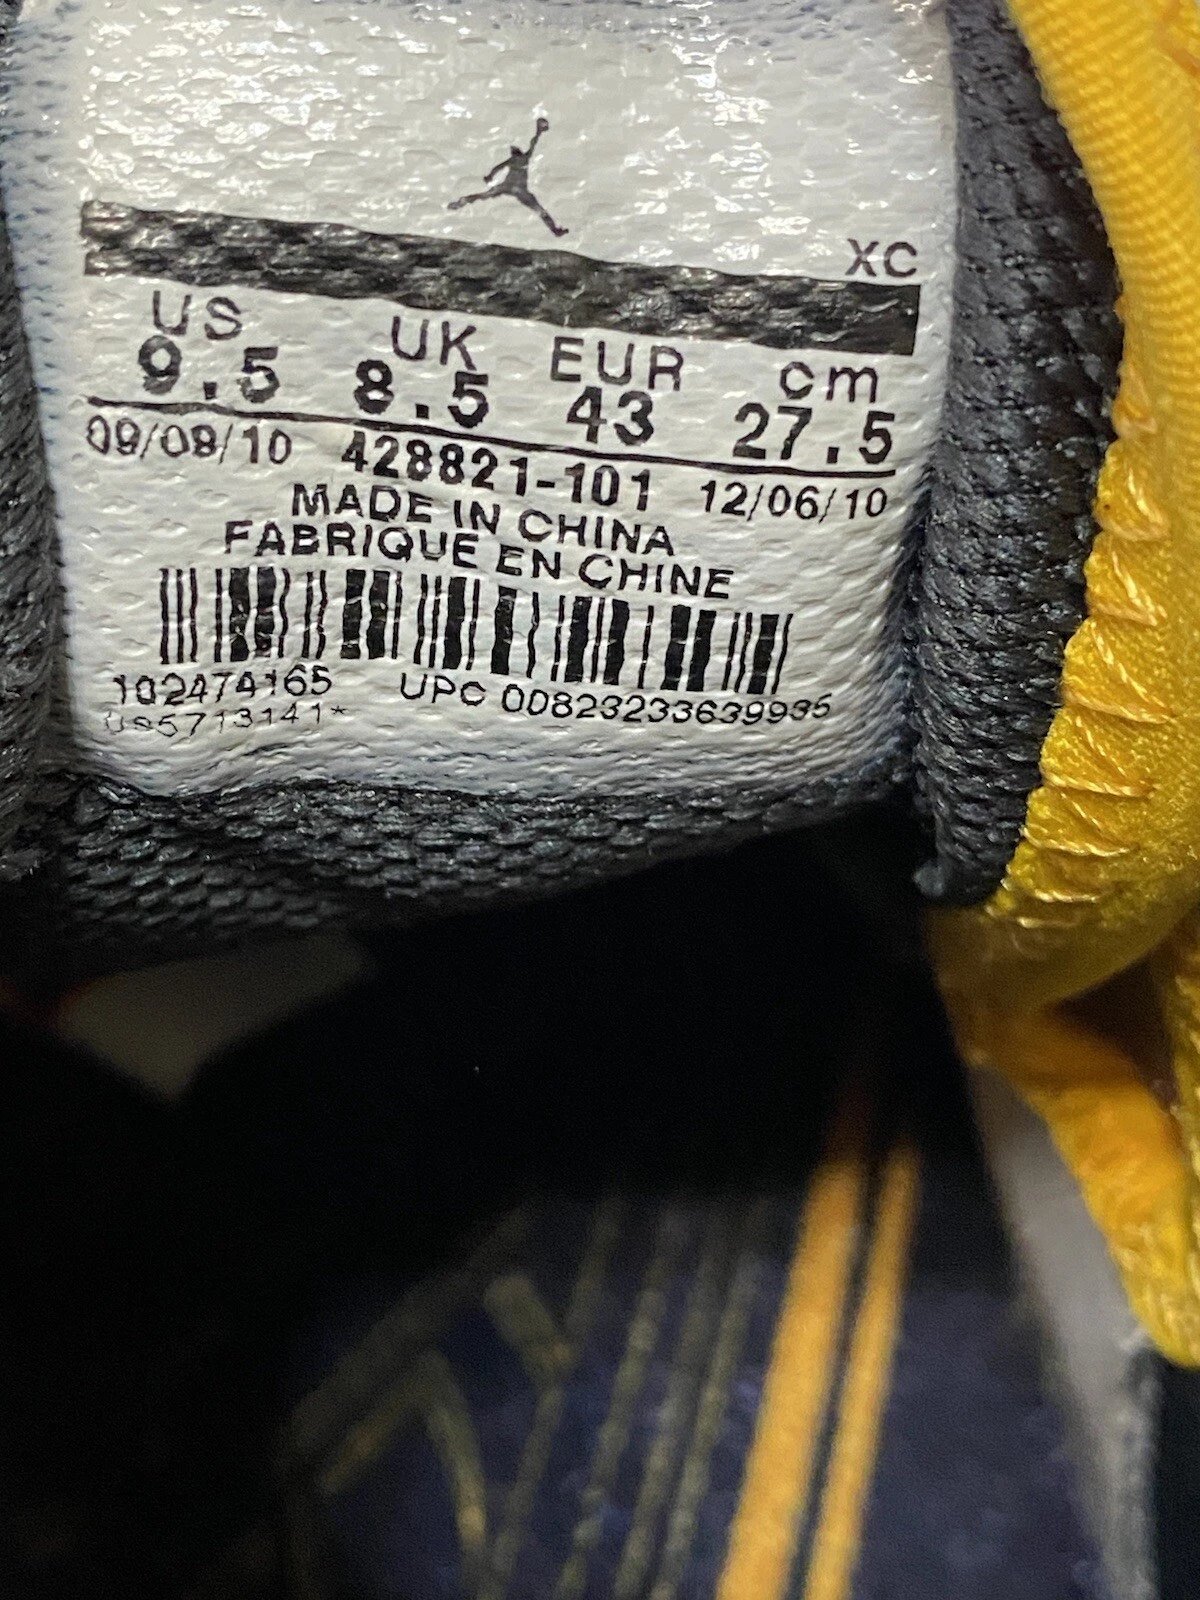 XC
US UK EUR cm
9.5 8.5 43 27.5
09/08/10 428821-101 12/06/10
MADE IN CHINA
FABRIQUE EN CHINE
102474165 UPC 00823233639935
US5713141*